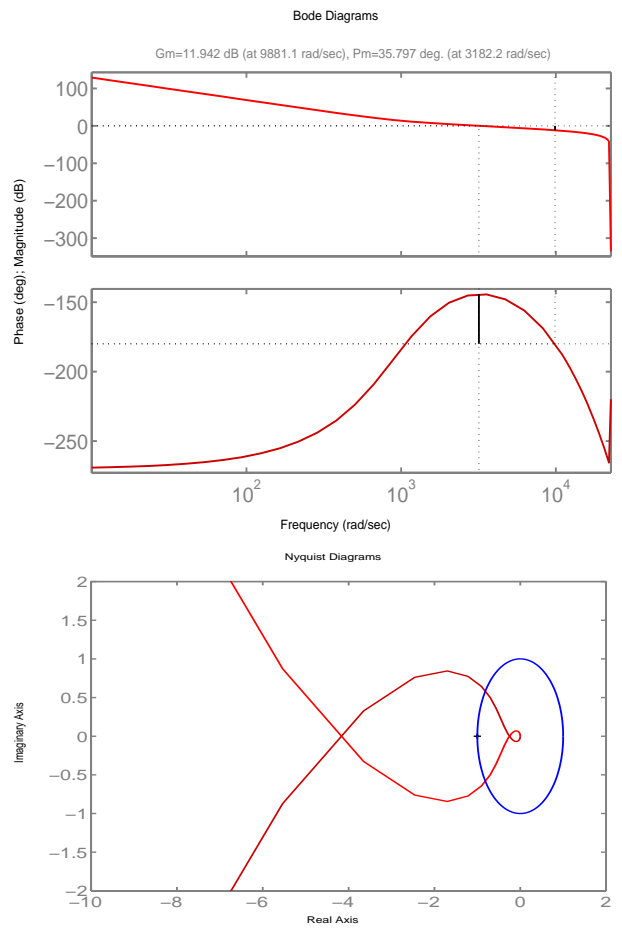 Bode Diagrams
Gm=11.942 dB (at 9881.1 rad/sec), Pm=35.797 deg. (at 3182.2 rad/sec)
Phase (deg); Magnitude (dB)
100
0
−100
−200
−300
−150
−200
−250
10^2 10^3 10^4
Frequency (rad/sec)
Nyquist Diagrams
Imaginary Axis
2
1.5
1
0.5
0
−0.5
−1
−1.5
−2
−10 −8 −6 −4 −2 0 2
Real Axis